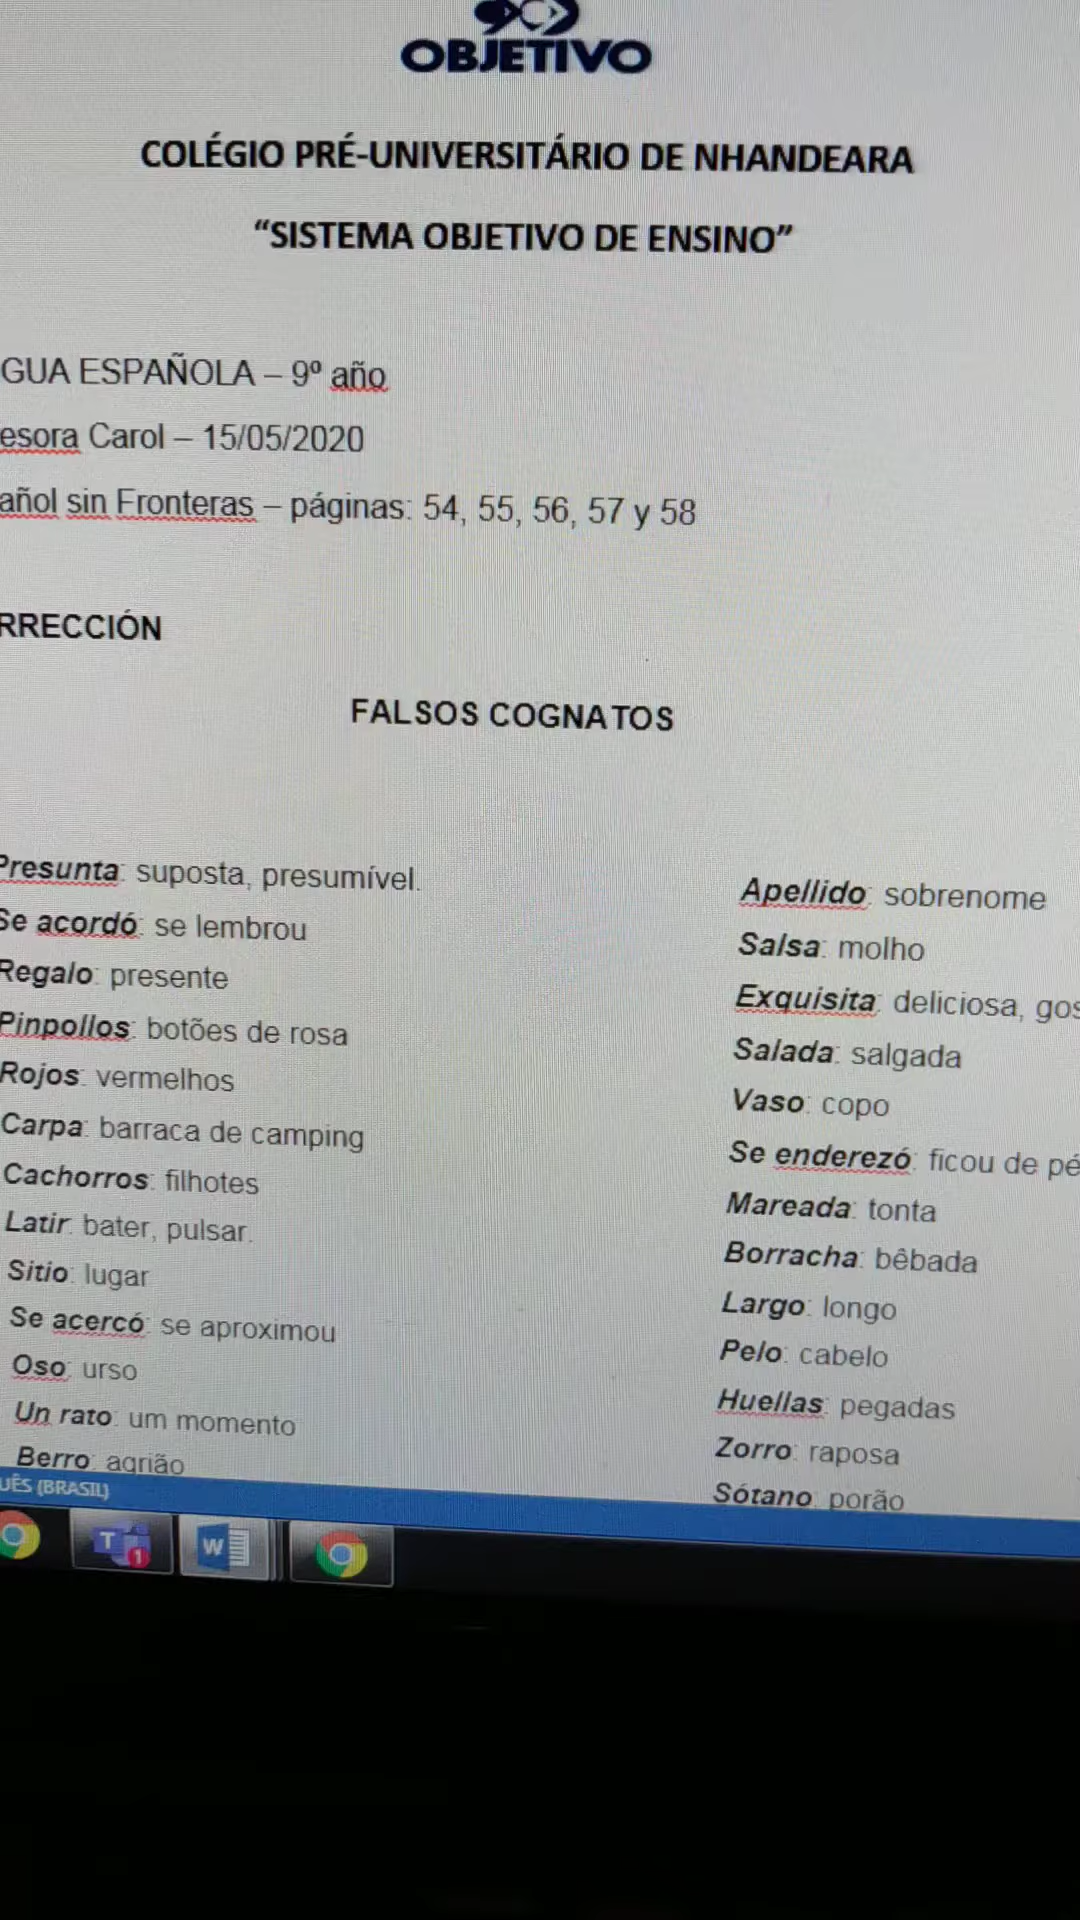 OBJETIVO
COLÉGIO PRÉ-UNIVERSITÁRIO DE NHANDEARA
“SISTEMA OBJETIVO DE ENSINO”
GUA ESPAÑOLA – 9º año
esora Carol – 15/05/2020
añol sin Fronteras – páginas: 54, 55, 56, 57 y 58
RRECCIÓN
FALSOS COGNATOS
Presunta: suposta, presumível.
Se acordó: se lembrou
Regalo: presente
Pinpollos: botões de rosa
Rojos: vermelhos
Carpa: barraca de camping
Cachorros: filhotes
Latir: bater, pulsar.
Sitio: lugar
Se acercó: se aproximou
Oso: urso
Un rato: um momento
Berro: agrião
Apellido: sobrenome
Salsa: molho
Exquisita: deliciosa, gos
Salada: salgada
Vaso: copo
Se enderezó: ficou de pé
Mareada: tonta
Borracha: bêbada
Largo: longo
Pelo: cabelo
Huellas: pegadas
Zorro: raposa
Sótano: porão
UÊS (BRASIL)
T 1
W